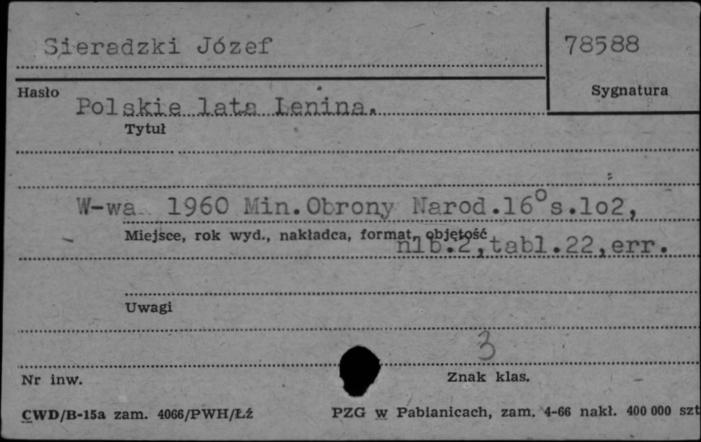 Sieradzki Józef
78588
Hasło
Sygnatura
Polskie lata Lenina.
Tytuł
W-wa 1960 Min.Obrony Narod.16°s.1o2,
Miejsce, rok wyd., nakładca, format, objętość
nlb.2,tabl.22,err.
Uwagi
3
Nr inw.
Znak klas.
CWD/B-15a zam. 4066/PWH/Łź
PZG w Pabianicach, zam. 4-66 nakł. 400 000 szt